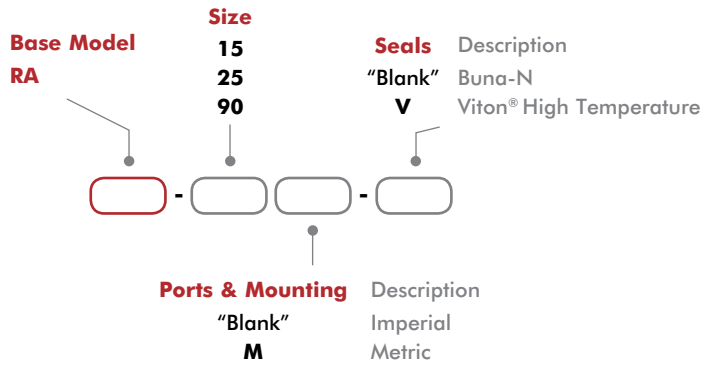 Size
Base Model 15 Seals Description
RA 25 “Blank” Buna-N
90 V Viton® High Temperature
- -
Ports & Mounting Description
“Blank” Imperial
M Metric